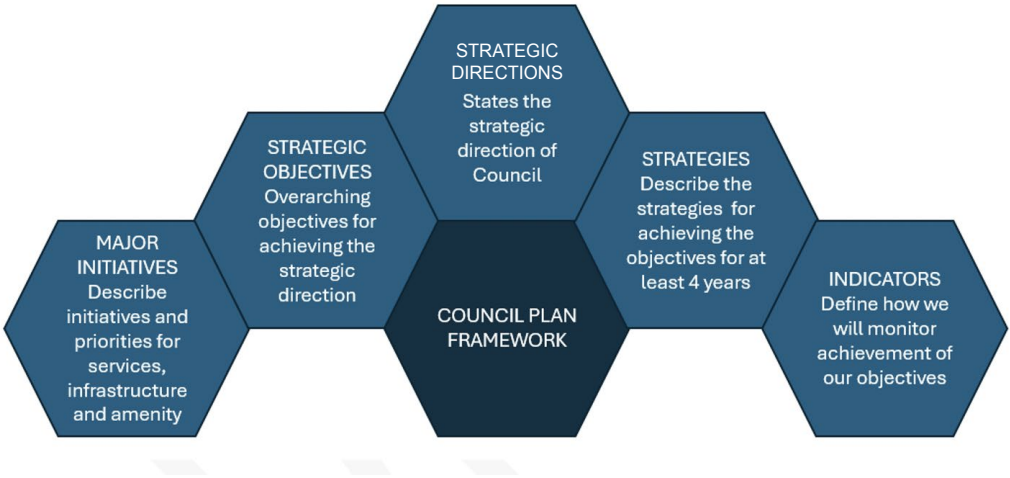 STRATEGIC
DIRECTIONS
States the
strategic
direction of
Council
STRATEGIC
OBJECTIVES
Overarching
objectives for
achieving the
strategic
direction
STRATEGIES
Describe the
strategies for
achieving the
objectives for at
least 4 years
MAJOR
INITIATIVES
Describe
initiatives and
priorities for
services,
infrastructure
and amenity
COUNCIL PLAN
FRAMEWORK
INDICATORS
Define how we
will monitor
achievement of
our objectives